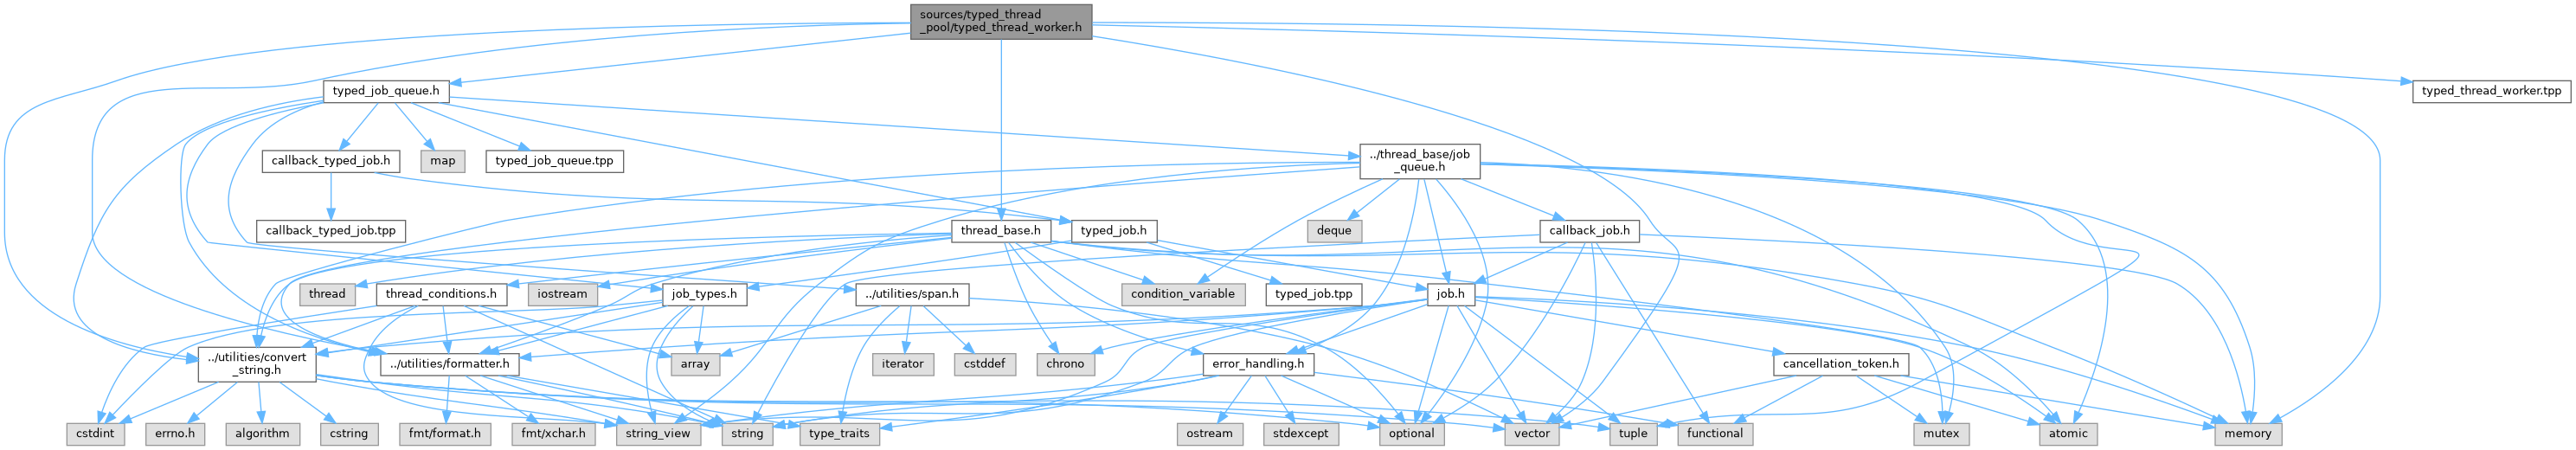 sources/typed_thread
_pool/typed_thread_worker.h
typed_job_queue.h
typed_thread_worker.tpp
callback_typed_job.h
map
typed_job_queue.tpp
../thread_base/job
_queue.h
callback_typed_job.tpp
thread_base.h
typed_job.h
deque
callback_job.h
thread
thread_conditions.h
iostream
job_types.h
../utilities/span.h
condition_variable
typed_job.tpp
job.h
../utilities/convert
_string.h
../utilities/formatter.h
array
iterator
cstddef
chrono
error_handling.h
cancellation_token.h
cstdint
errno.h
algorithm
cstring
fmt/format.h
fmt/xchar.h
string_view
string
type_traits
ostream
stdexcept
optional
vector
tuple
functional
mutex
atomic
memory